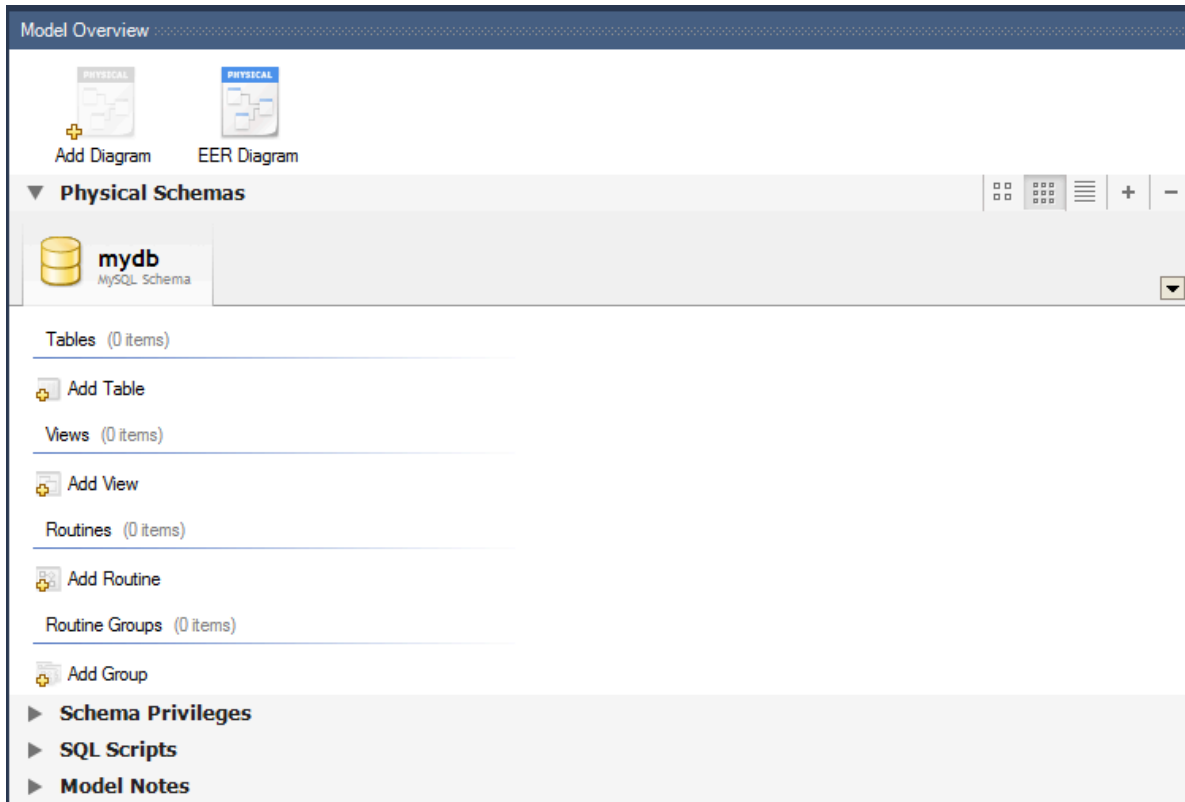 Model Overview
PHYSICAL
PHYSICAL
Add Diagram
EER Diagram
Physical Schemas
mydb
MySQL Schema
Tables (0 items)
Add Table
Views (0 items)
Add View
Routines (0 items)
Add Routine
Routine Groups (0 items)
Add Group
Schema Privileges
SQL Scripts
Model Notes